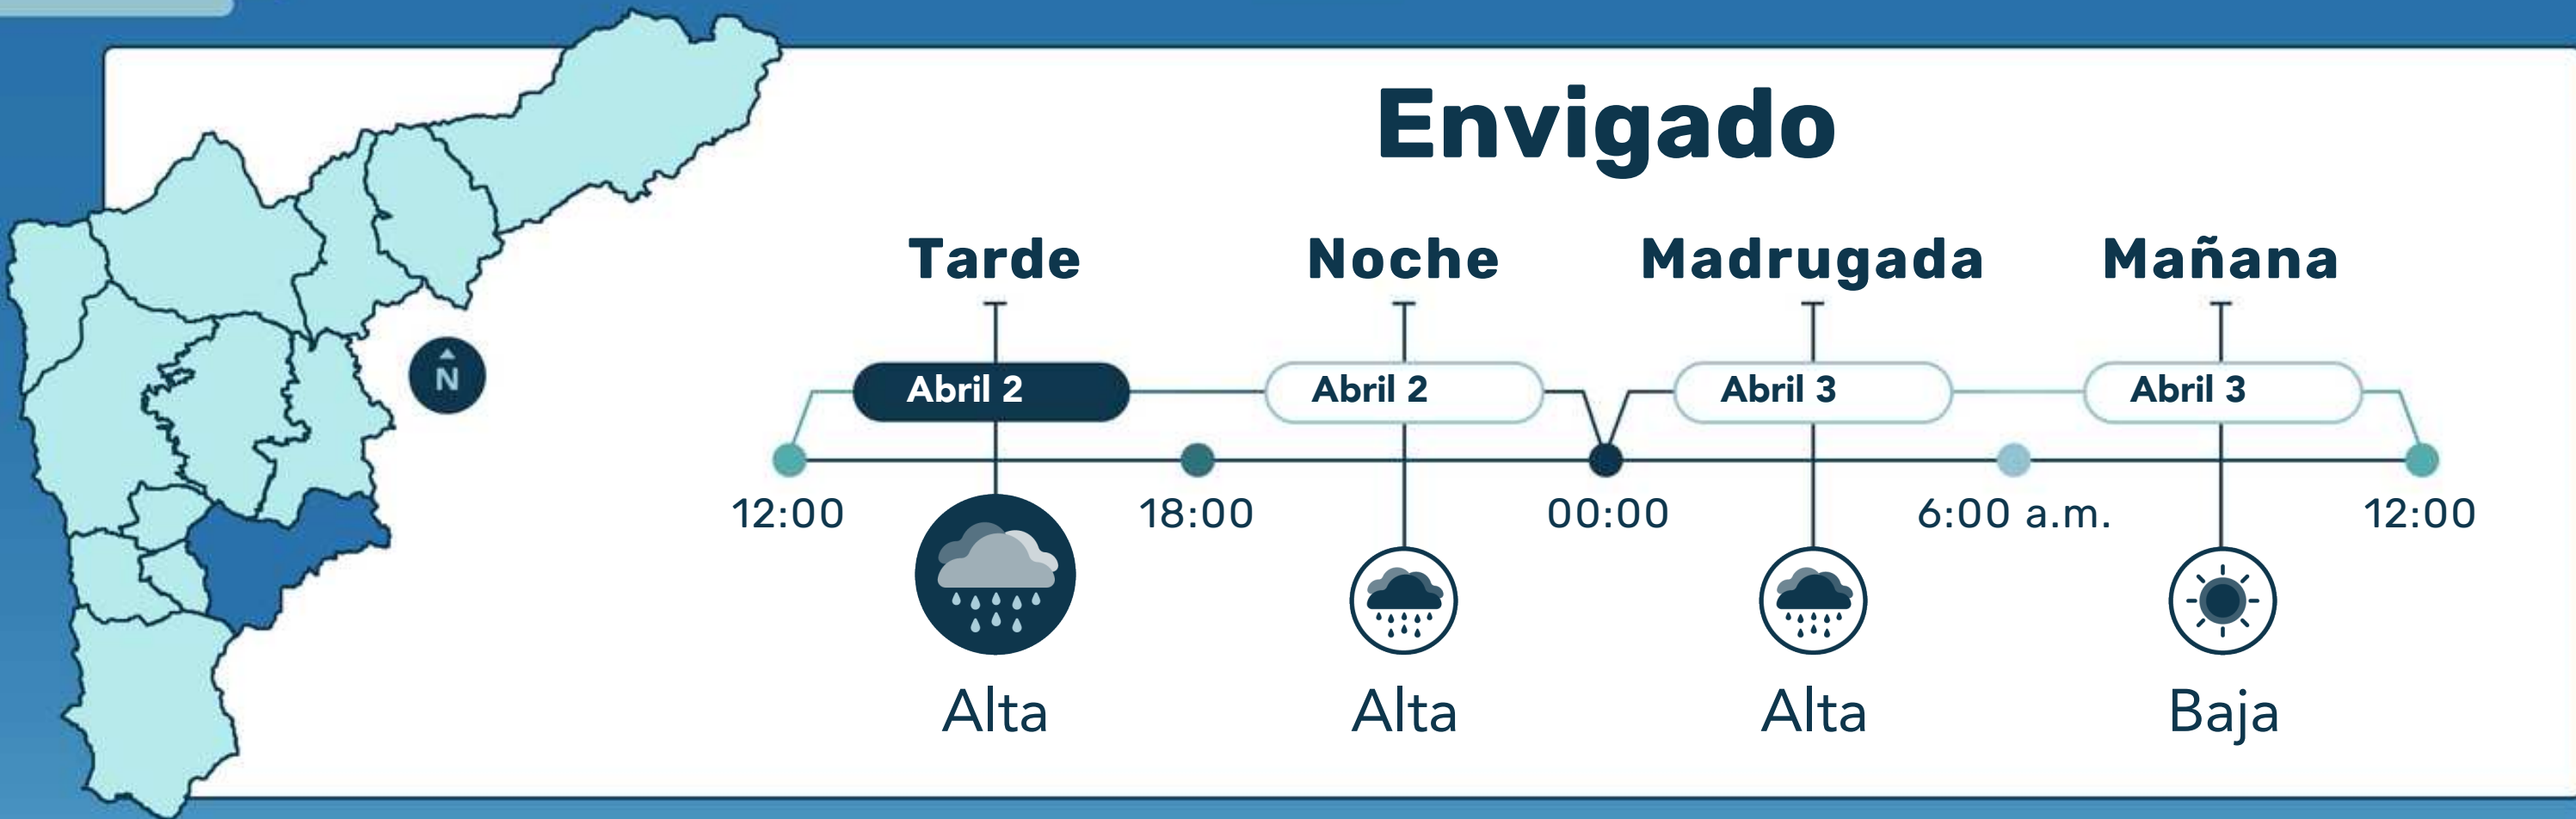 Envigado
Tarde Noche Madrugada Mañana
Abril 2 Abril 2 Abril 3 Abril 3
N
12:00 18:00 00:00 6:00 a.m. 12:00
Alta Alta Alta Baja